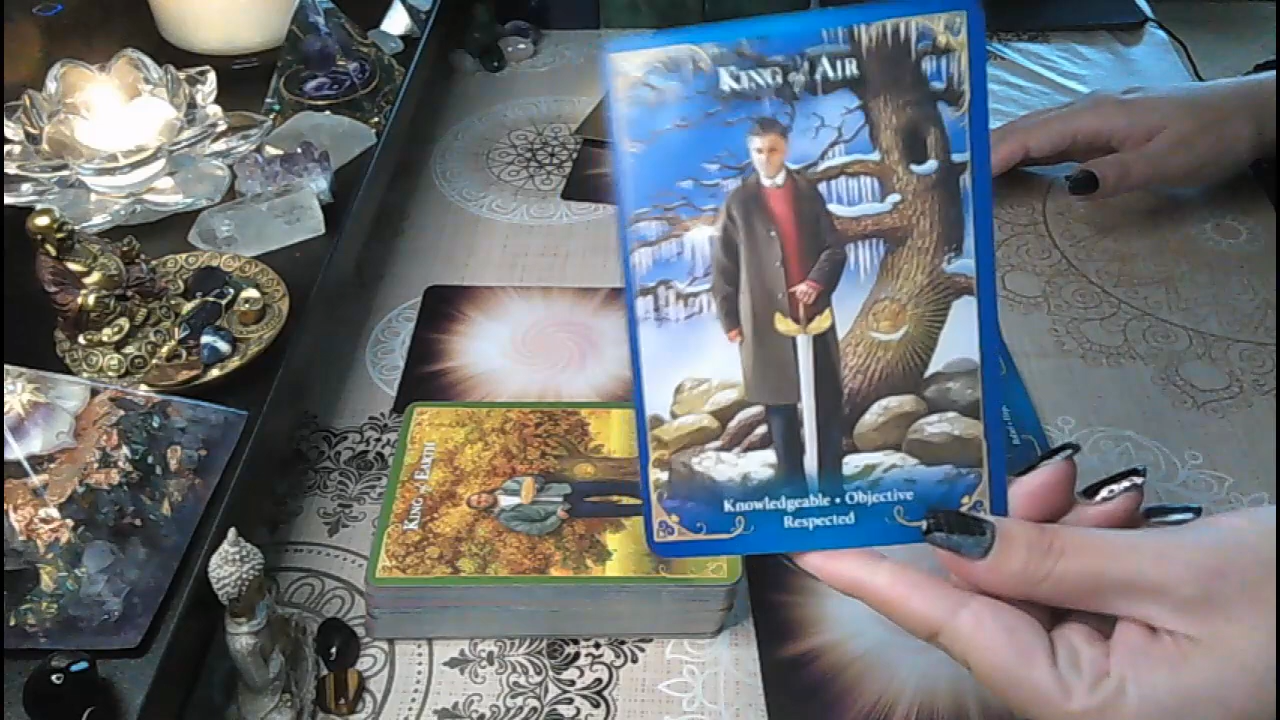 KING of AIR
Knowledgeable • Objective
Respected
KING of EARTH